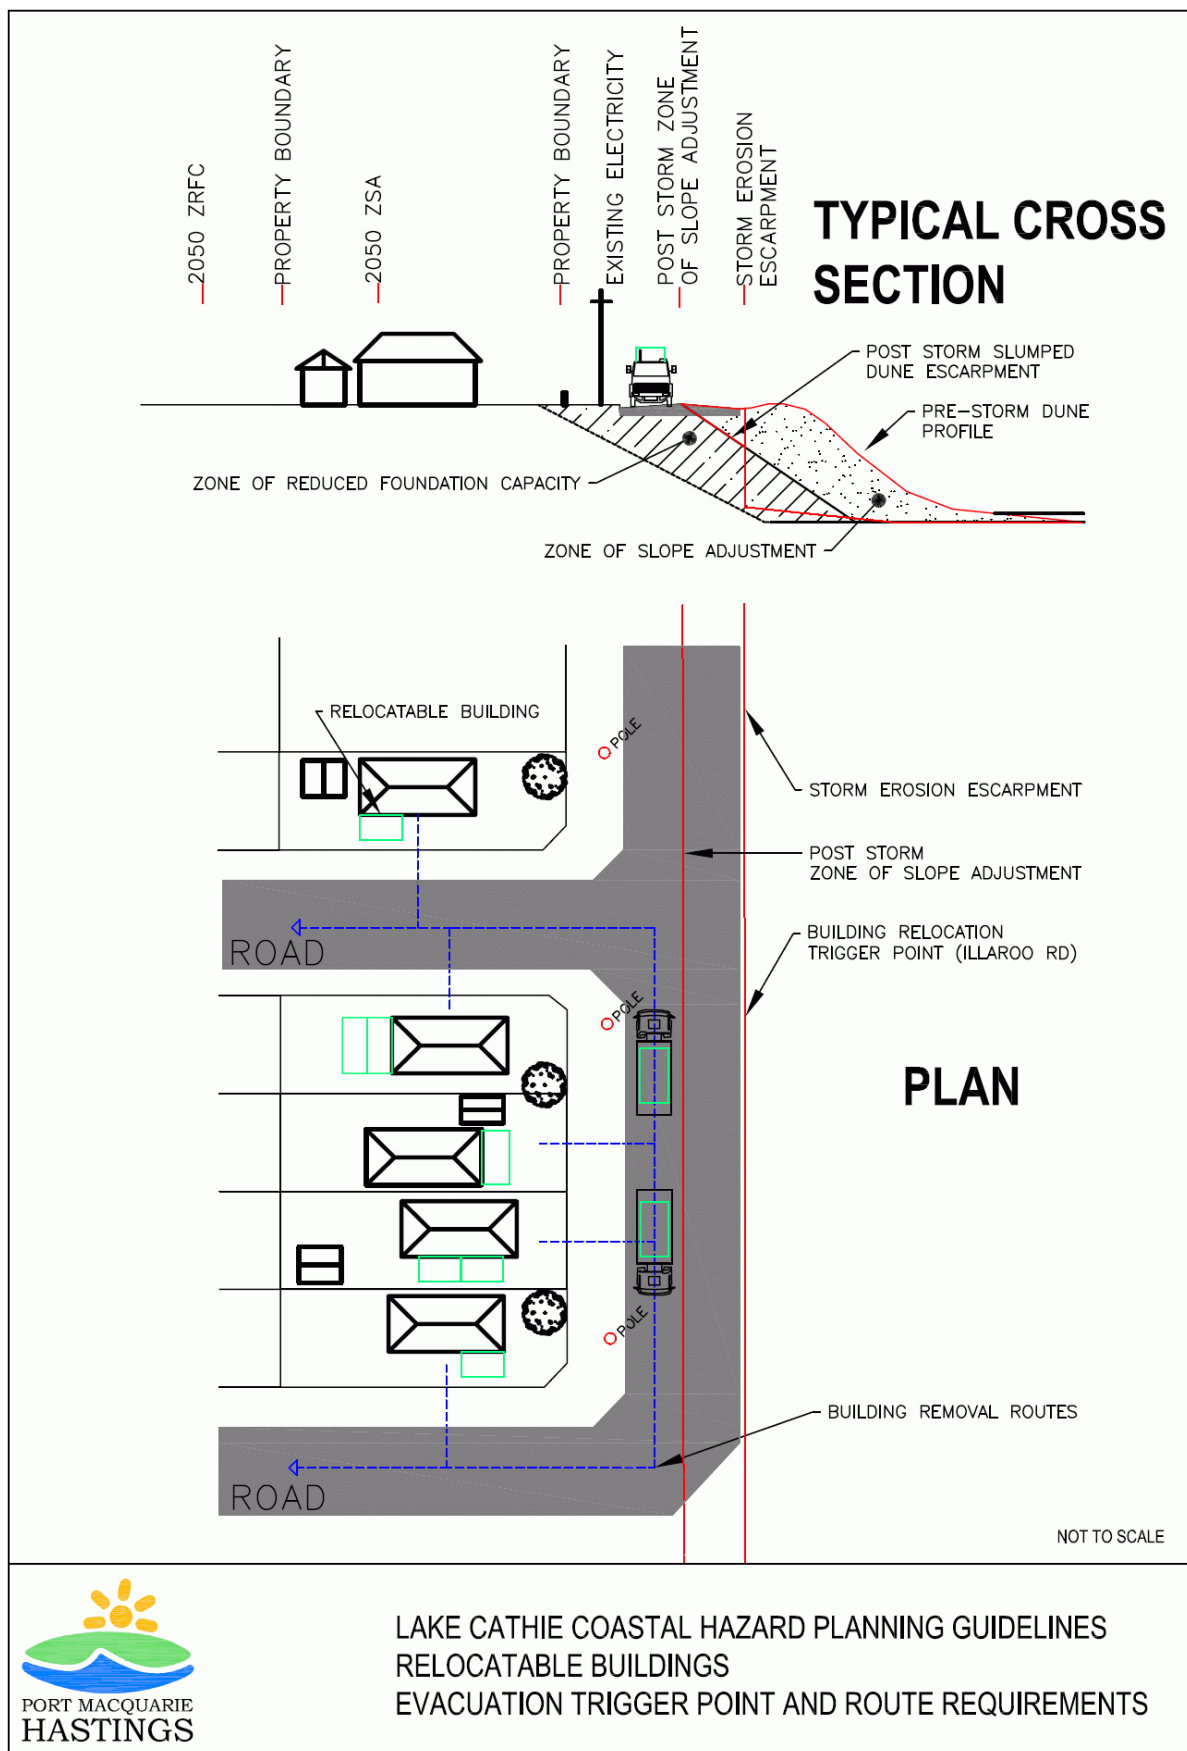 2050 ZRFC
PROPERTY BOUNDARY
2050 ZSA
PROPERTY BOUNDARY
EXISTING ELECTRICITY
POST STORM ZONE
OF SLOPE ADJUSTMENT
STORM EROSION
ESCARPMENT
TYPICAL CROSS
SECTION
POST STORM SLUMPED
DUNE ESCARPMENT
PRE-STORM DUNE
PROFILE
ZONE OF REDUCED FOUNDATION CAPACITY
ZONE OF SLOPE ADJUSTMENT
RELOCATABLE BUILDING
POLE
STORM EROSION ESCARPMENT
POST STORM
ZONE OF SLOPE ADJUSTMENT
ROAD
BUILDING RELOCATION
TRIGGER POINT (ILLAROO RD)
POLE
PLAN
POLE
BUILDING REMOVAL ROUTES
ROAD
NOT TO SCALE
PORT MACQUARIE
HASTINGS
LAKE CATHIE COASTAL HAZARD PLANNING GUIDELINES
RELOCATABLE BUILDINGS
EVACUATION TRIGGER POINT AND ROUTE REQUIREMENTS